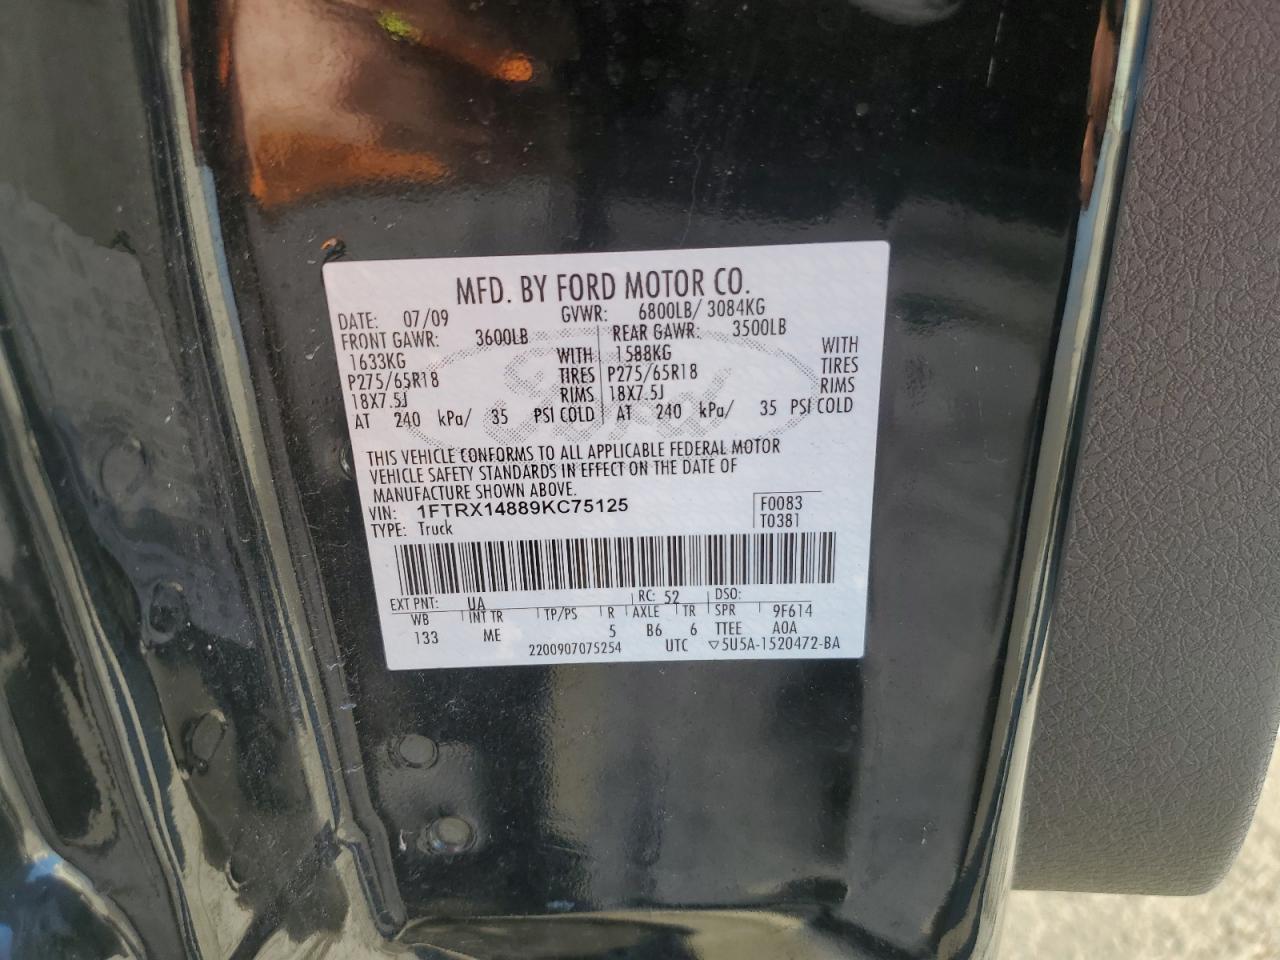 MFD. BY FORD MOTOR CO.
DATE: 07/09 GVWR: 6800LB/ 3084KG
FRONT GAWR: 3600LB REAR GAWR: 3500LB
1633KG WITH 1588KG WITH
P275/65R18 TIRES P275/65R18 TIRES
18X7.5J RIMS 18X7.5J RIMS
AT 240 kPa/ 35 PSI COLD AT 240 kPa/ 35 PSI COLD
Ford
THIS VEHICLE CONFORMS TO ALL APPLICABLE FEDERAL MOTOR
VEHICLE SAFETY STANDARDS IN EFFECT ON THE DATE OF
MANUFACTURE SHOWN ABOVE.
VIN: 1FTRX14889KC75125 F0083
TYPE: Truck T0381
EXT PNT: UA RC: 52 DSO:
WB INT TR TP/PS R AXLE TR SPR 9F614
133 ME 5 B6 6 TTEE A0A
2200907075254 UTC ▽5U5A-1520472-BA